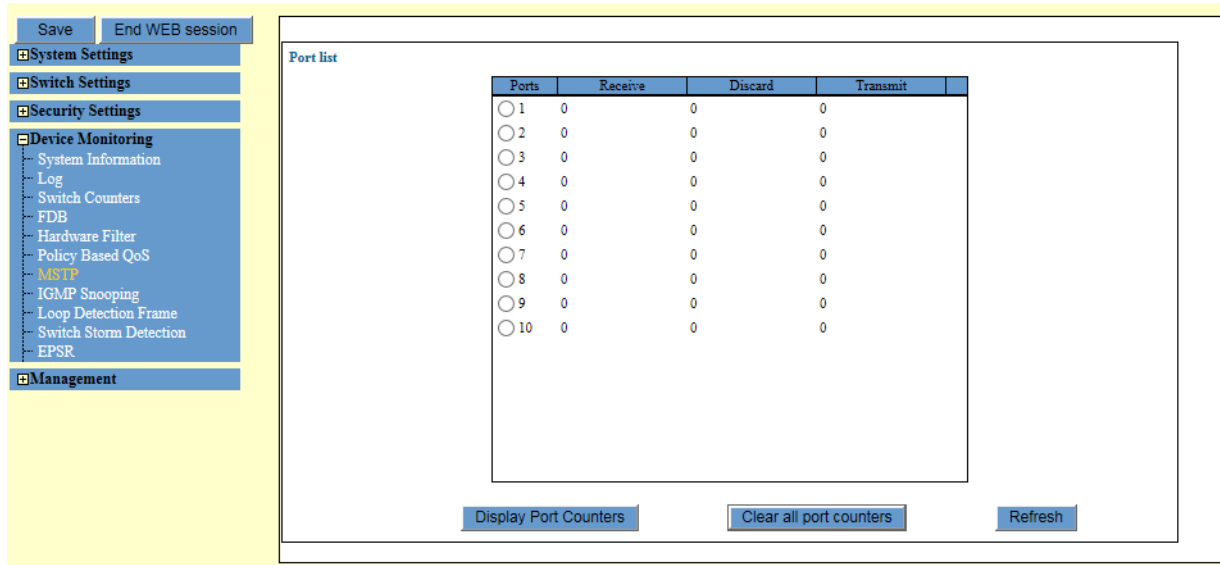 Save End WEB session
System Settings
Switch Settings
Security Settings
Device Monitoring
System Information
Log
Switch Counters
FDB
Hardware Filter
Policy Based QoS
MSTP
IGMP Snooping
Loop Detection Frame
Switch Storm Detection
EPSR
Management
Port list
Ports Receive Discard Transmit
1 0 0 0
2 0 0 0
3 0 0 0
4 0 0 0
5 0 0 0
6 0 0 0
7 0 0 0
8 0 0 0
9 0 0 0
10 0 0 0
Display Port Counters Clear all port counters Refresh